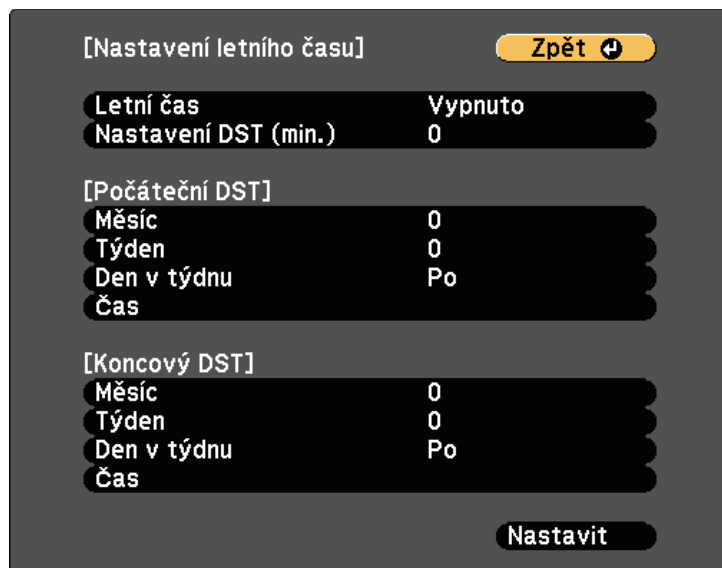 [Nastavení letního času] Zpět
Letní čas Vypnuto
Nastavení DST (min.) 0
[Počáteční DST]
Měsíc 0
Týden 0
Den v týdnu Po
Čas
[Koncový DST]
Měsíc 0
Týden 0
Den v týdnu Po
Čas
Nastavit